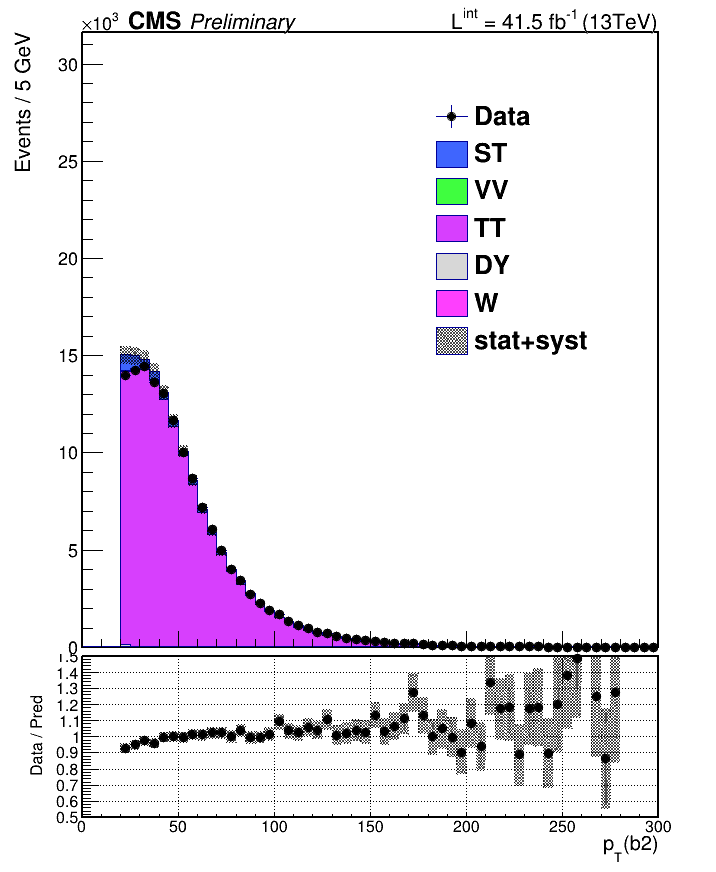 ×10³ CMS Preliminary L^int = 41.5 fb⁻¹ (13TeV)
Events / 5 GeV
30
25
20
15
10
5
0
Data
ST
VV
TT
DY
W
stat+syst
Data / Pred
1.5
1.4
1.3
1.2
1.1
1
0.9
0.8
0.7
0.6
0.5
0 50 100 150 200 250 300
p_T(b2)